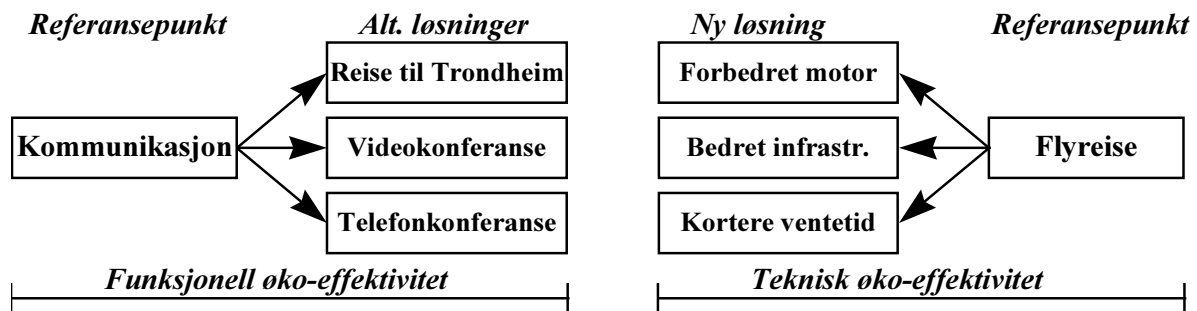 Referansepunkt
Alt. løsninger
Ny løsning
Referansepunkt
Reise til Trondheim
Forbedret motor
Kommunikasjon
Videokonferanse
Bedret infrastr.
Flyreise
Telefonkonferanse
Kortere ventetid
Funksjonell øko-effektivitet
Teknisk øko-effektivitet